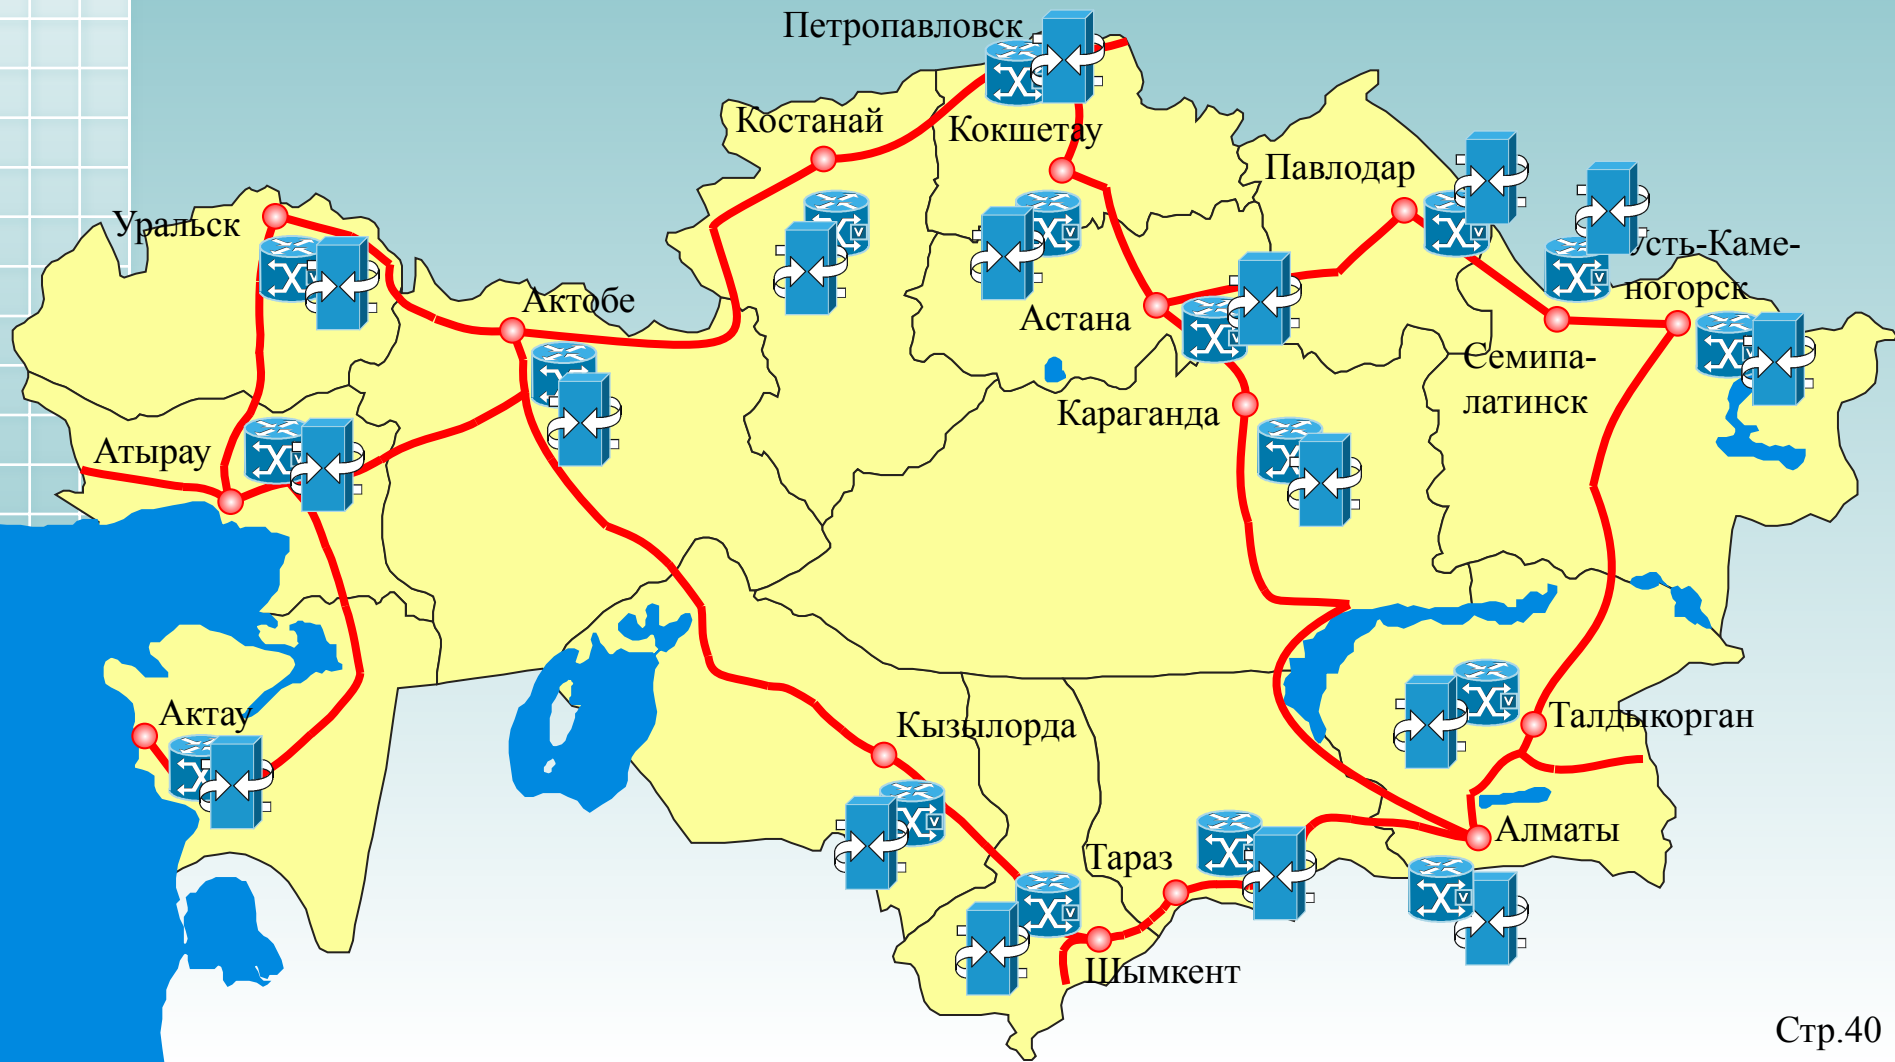 Петропавловск
Костанай
Кокшетау
Павлодар
Уральск
Усть-Каме-
ногорск
Актобе
Астана
Семипа-
латинск
Караганда
Атырау
Актау
Кызылорда
Талдыкорган
Алматы
Тараз
Шымкент
Стр.40